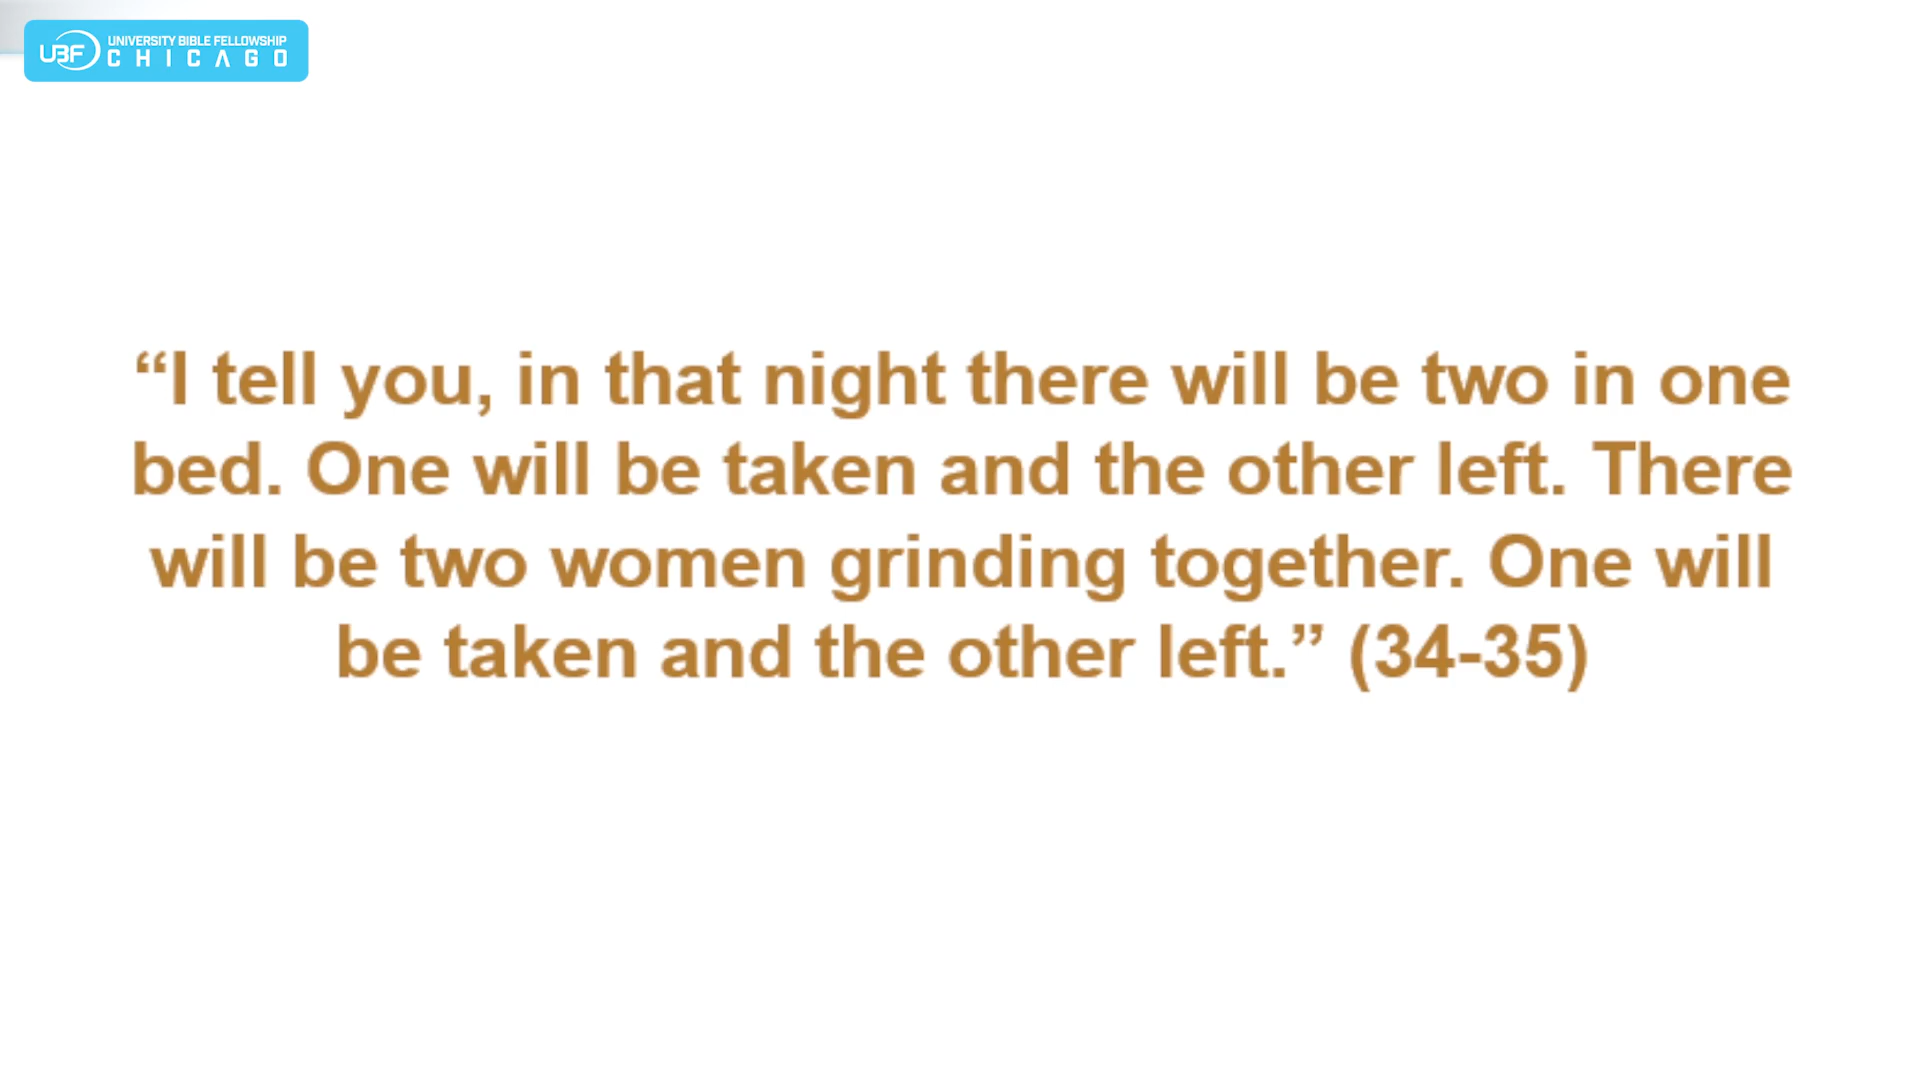 UBF UNIVERSITY BIBLE FELLOWSHIP
CHICAGO
“I tell you, in that night there will be two in one
bed. One will be taken and the other left. There
will be two women grinding together. One will
be taken and the other left.” (34-35)